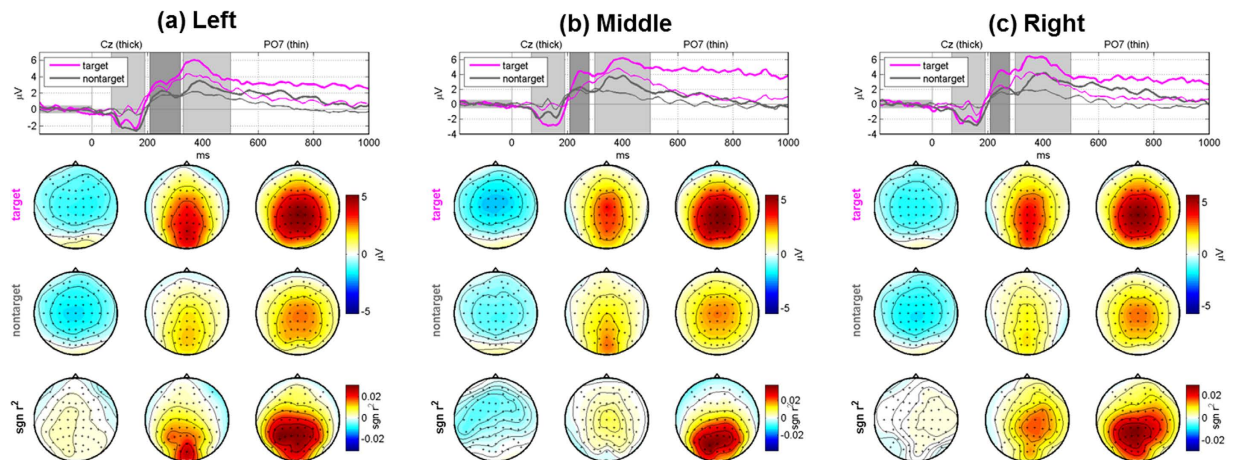 (a) Left
Cz (thick) PO7 (thin)
target
nontarget
μV
6
4
2
0
-2
0 200 400 600 800 1000
ms
target
nontarget
sgn r²
5
0
-5
μV
0.02
0
-0.02
sgn r²
(b) Middle
Cz (thick) PO7 (thin)
target
nontarget
μV
6
4
2
0
-2
-4
0 200 400 600 800 1000
ms
target
nontarget
sgn r²
5
0
-5
μV
0.02
0
-0.02
sgn r²
(c) Right
Cz (thick) PO7 (thin)
target
nontarget
μV
6
4
2
0
-2
-4
0 200 400 600 800 1000
ms
target
nontarget
sgn r²
5
0
-5
μV
0.02
0
-0.02
sgn r²